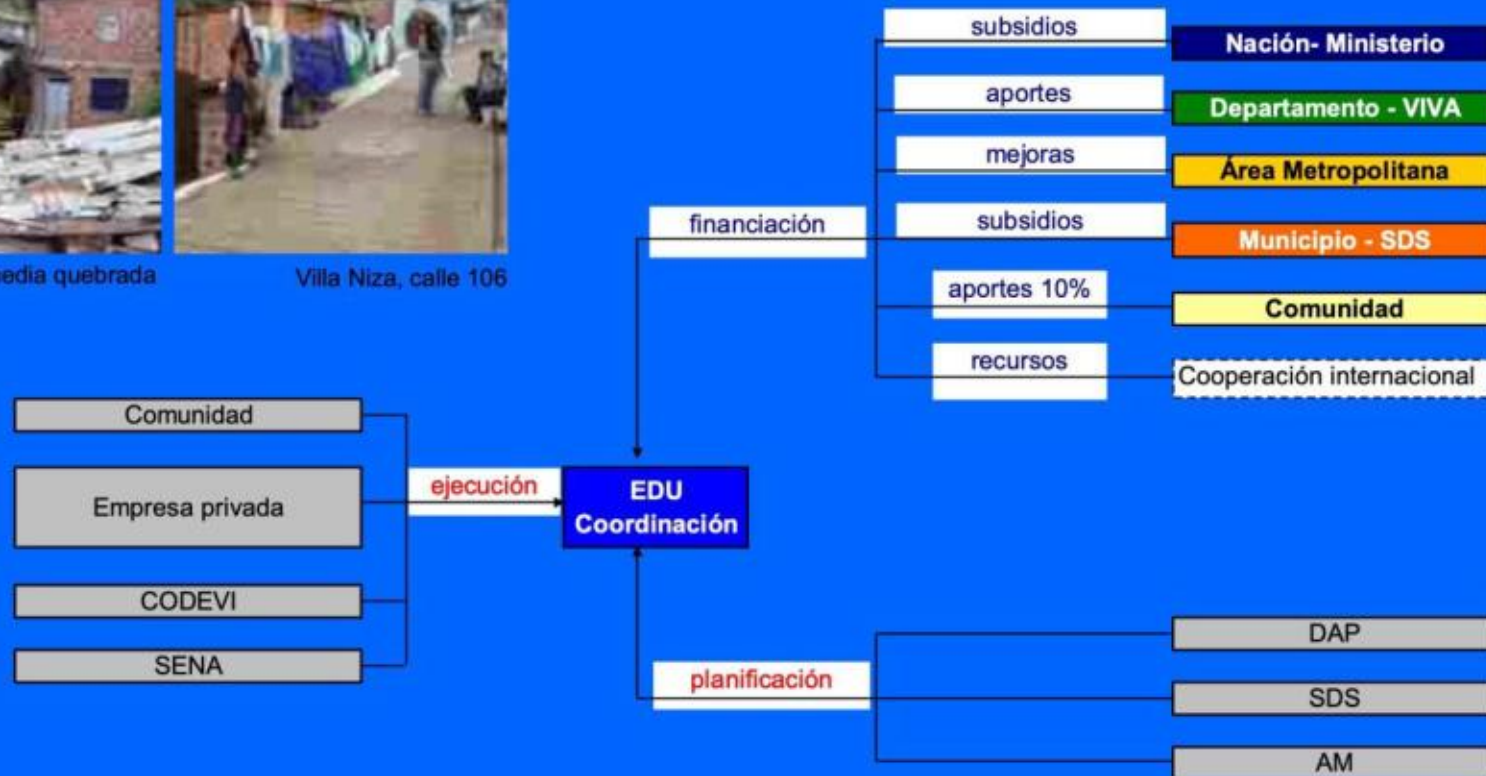 quebrada
Villa Niza, calle 106
subsidios
Nación- Ministerio
aportes
Departamento - VIVA
mejoras
Área Metropolitana
financiación
subsidios
Municipio - SDS
aportes 10%
Comunidad
recursos
Cooperación internacional
Comunidad
Empresa privada
CODEVI
SENA
ejecución
EDU
Coordinación
planificación
DAP
SDS
AM